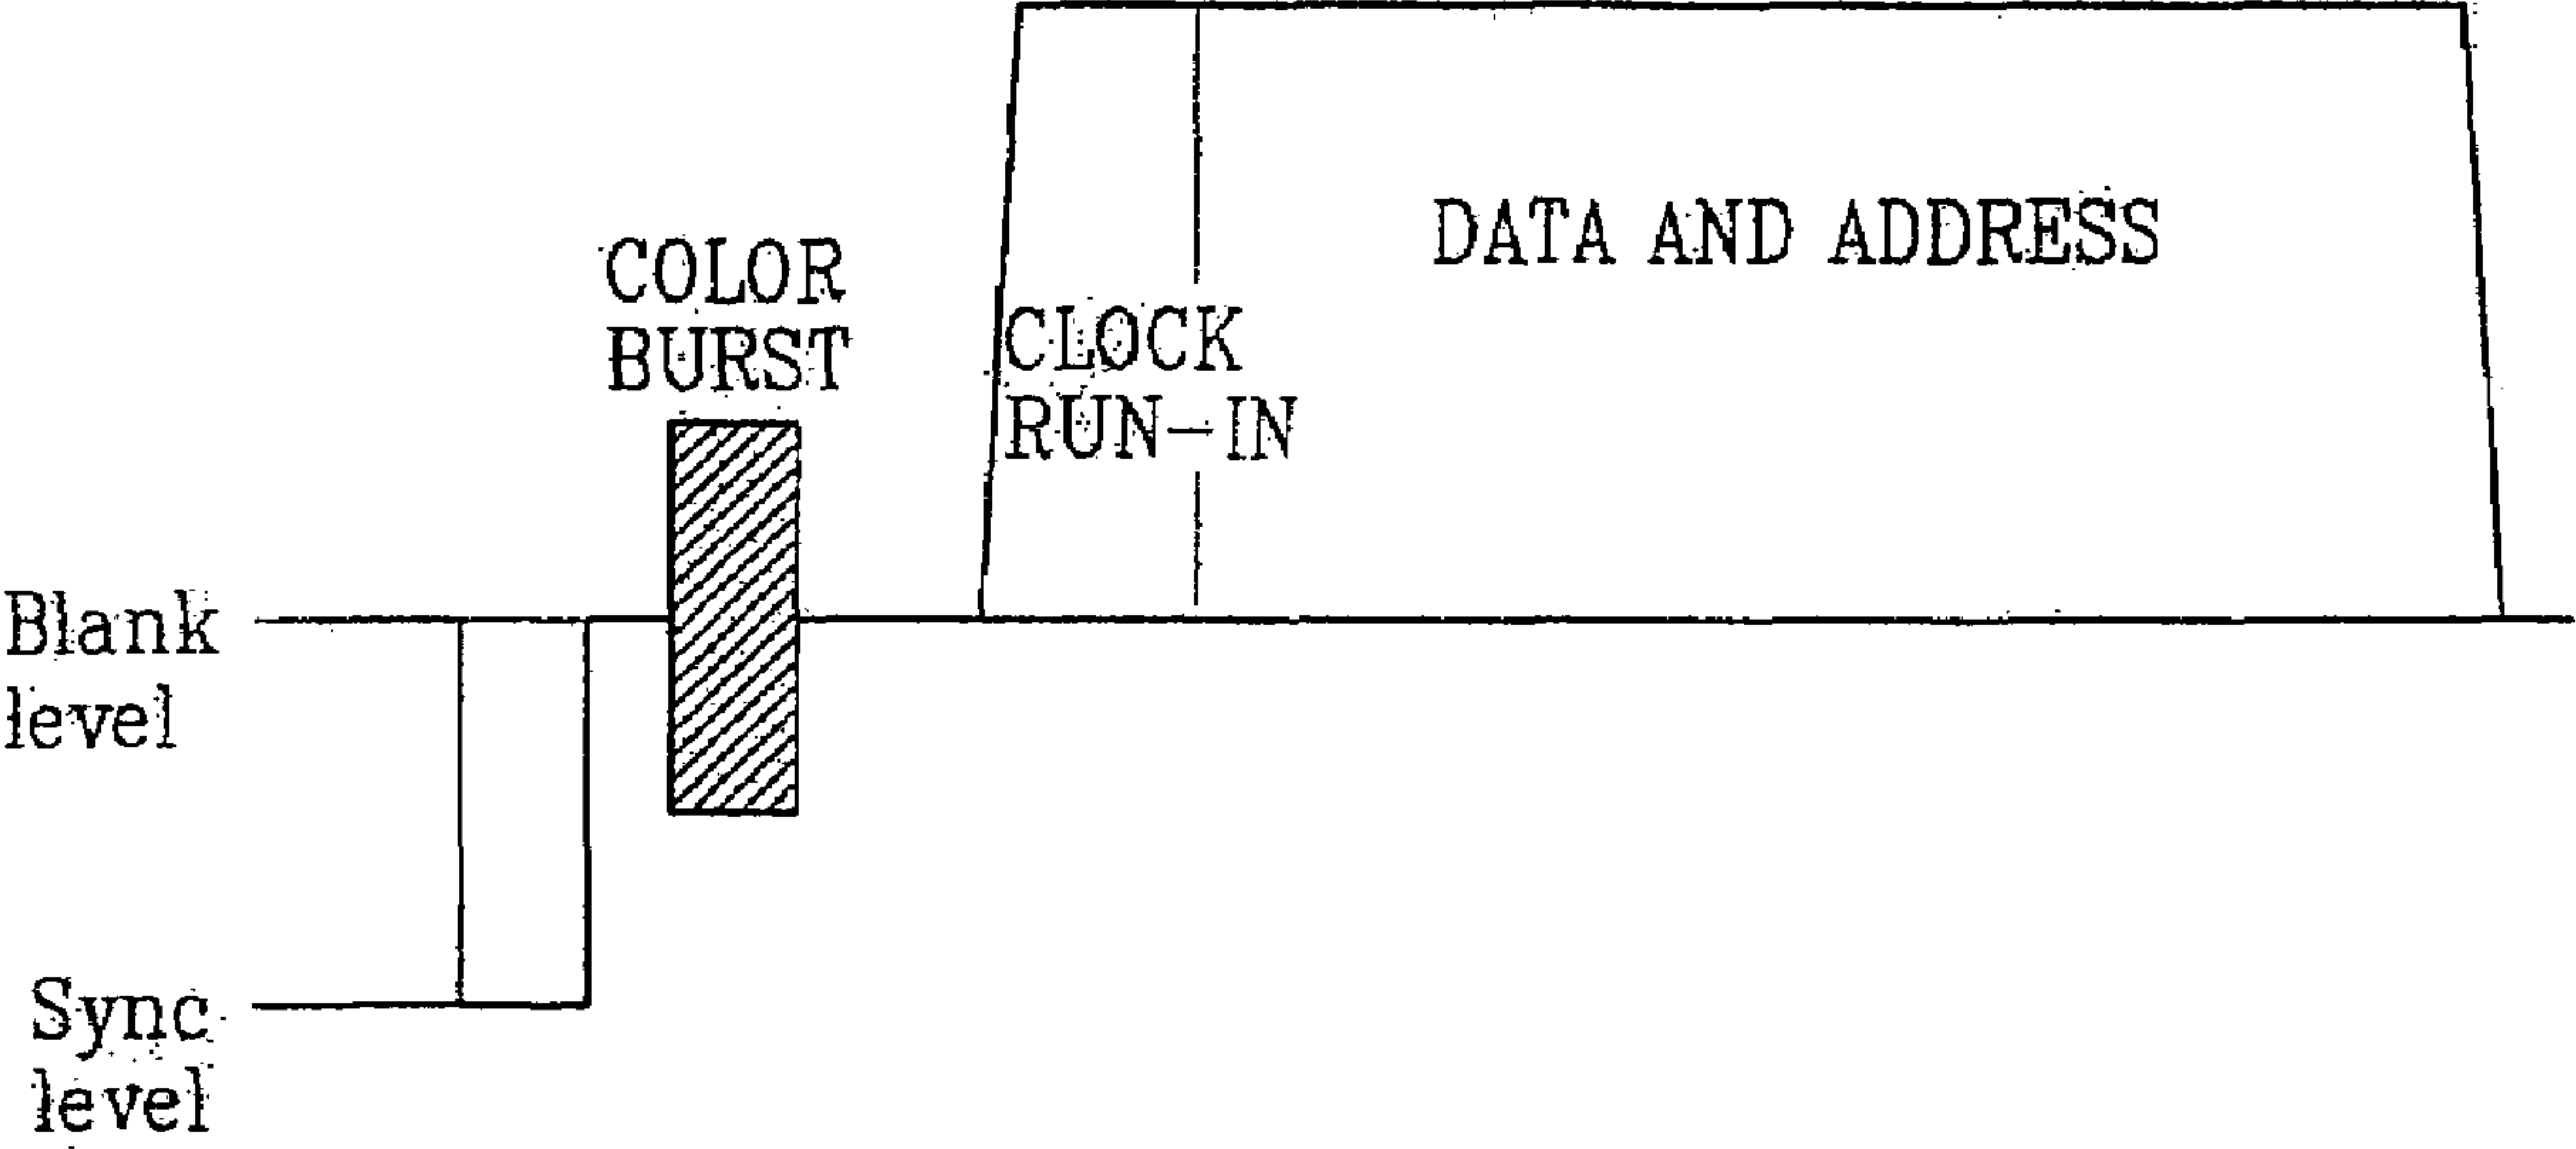 DATA AND ADDRESS
COLOR
BURST
CLOCK
RUN-IN
Blank
level
Sync
level